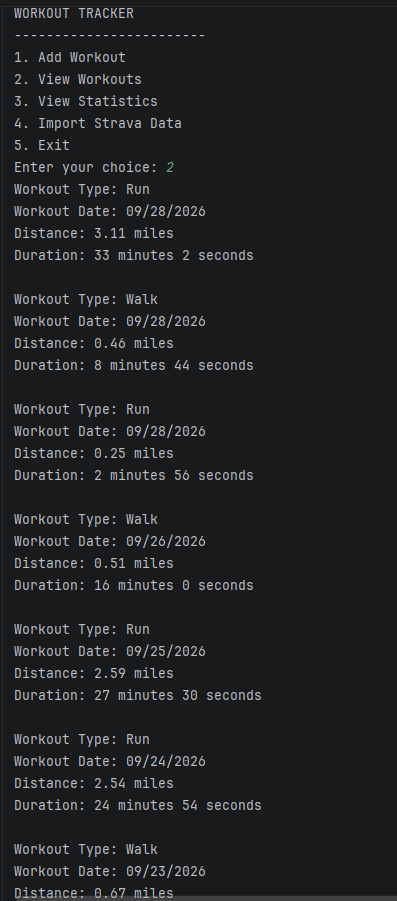 WORKOUT TRACKER
------------------------
1. Add Workout
2. View Workouts
3. View Statistics
4. Import Strava Data
5. Exit
Enter your choice: 2
Workout Type: Run
Workout Date: 09/28/2026
Distance: 3.11 miles
Duration: 33 minutes 2 seconds

Workout Type: Walk
Workout Date: 09/28/2026
Distance: 0.46 miles
Duration: 8 minutes 44 seconds

Workout Type: Run
Workout Date: 09/28/2026
Distance: 0.25 miles
Duration: 2 minutes 56 seconds

Workout Type: Walk
Workout Date: 09/26/2026
Distance: 0.51 miles
Duration: 16 minutes 0 seconds

Workout Type: Run
Workout Date: 09/25/2026
Distance: 2.59 miles
Duration: 27 minutes 30 seconds

Workout Type: Run
Workout Date: 09/24/2026
Distance: 2.54 miles
Duration: 24 minutes 54 seconds

Workout Type: Walk
Workout Date: 09/23/2026
Distance: 0.67 miles